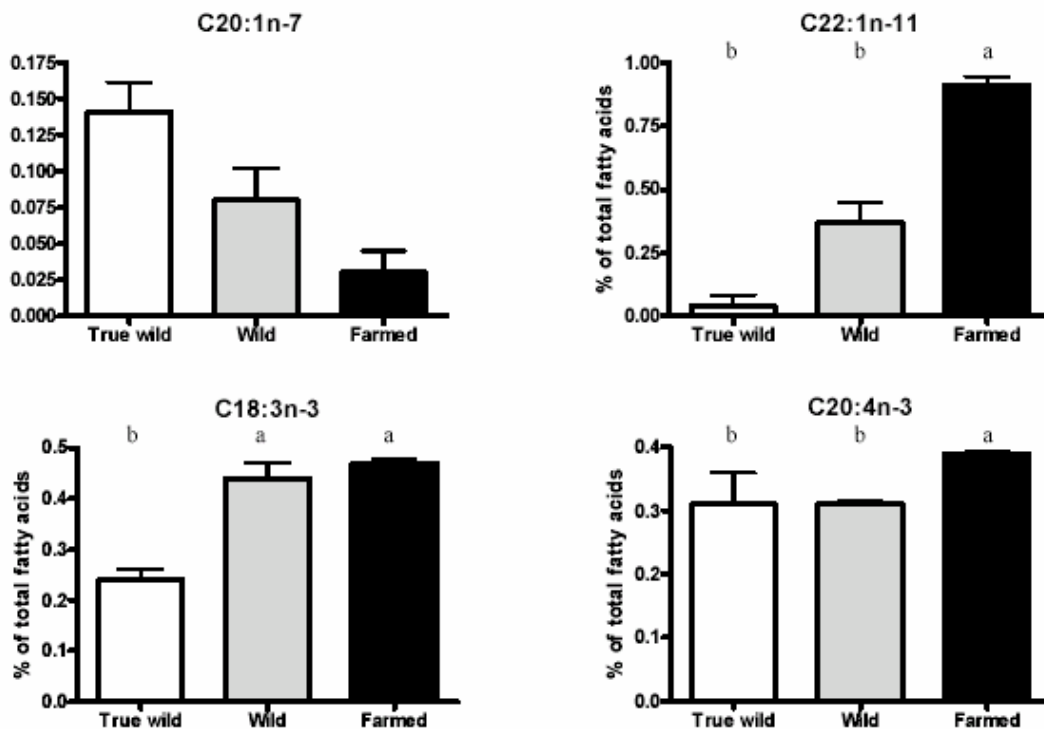 C20:1n-7
0.175
0.150
0.125
0.100
0.075
0.050
0.025
0.000
True wild Wild Farmed
C22:1n-11
b b a
% of total fatty acids
1.00
0.75
0.50
0.25
0.00
True wild Wild Farmed
C18:3n-3
b a a
% of total fatty acids
0.5
0.4
0.3
0.2
0.1
0.0
True wild Wild Farmed
C20:4n-3
b b a
% of total fatty acids
0.4
0.3
0.2
0.1
0.0
True wild Wild Farmed